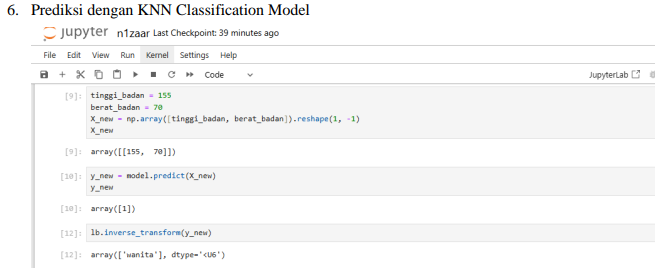 6. Prediksi dengan KNN Classification Model
jupyter n1zaar Last Checkpoint: 39 minutes ago
File Edit View Run Kernel Settings Help
Code JupyterLab
[9]: tinggi_badan = 155
berat_badan = 70
X_new = np.array([tinggi_badan, berat_badan]).reshape(1, -1)
X_new
[9]: array([[155, 70]])
[10]: y_new = model.predict(X_new)
y_new
[10]: array([1])
[12]: lb.inverse_transform(y_new)
[12]: array(['wanita'], dtype='<U6')